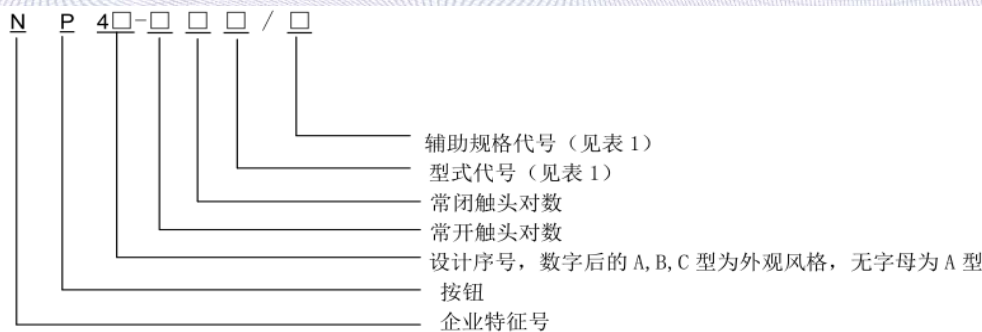 N P 4□-□ □ □ / □
辅助规格代号（见表 1）
型式代号（见表 1）
常闭触头对数
常开触头对数
设计序号，数字后的 A,B,C 型为外观风格，无字母为 A 型
按钮
企业特征号